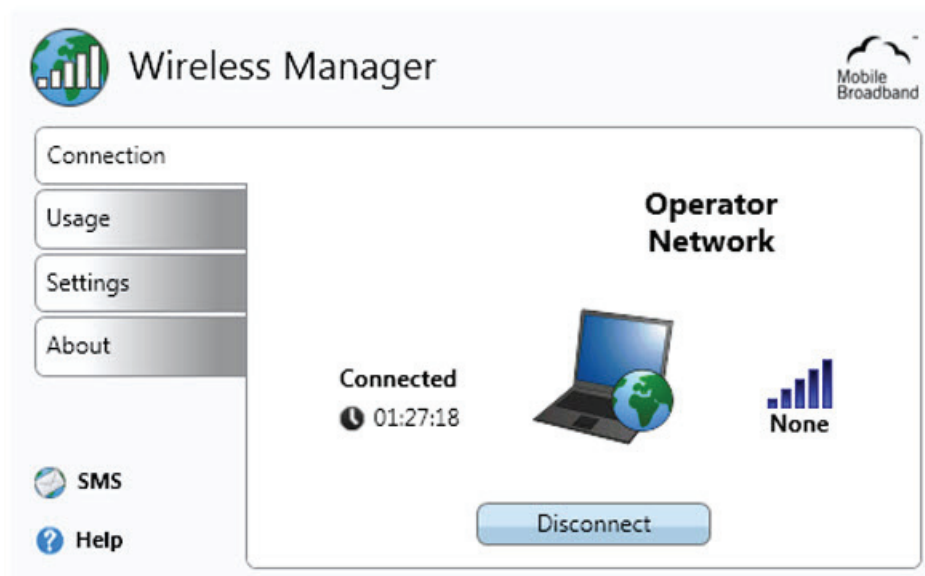 Wireless Manager
Mobile
Broadband
Connection
Usage
Settings
About
SMS
Help
Operator
Network
Connected
01:27:18
None
Disconnect